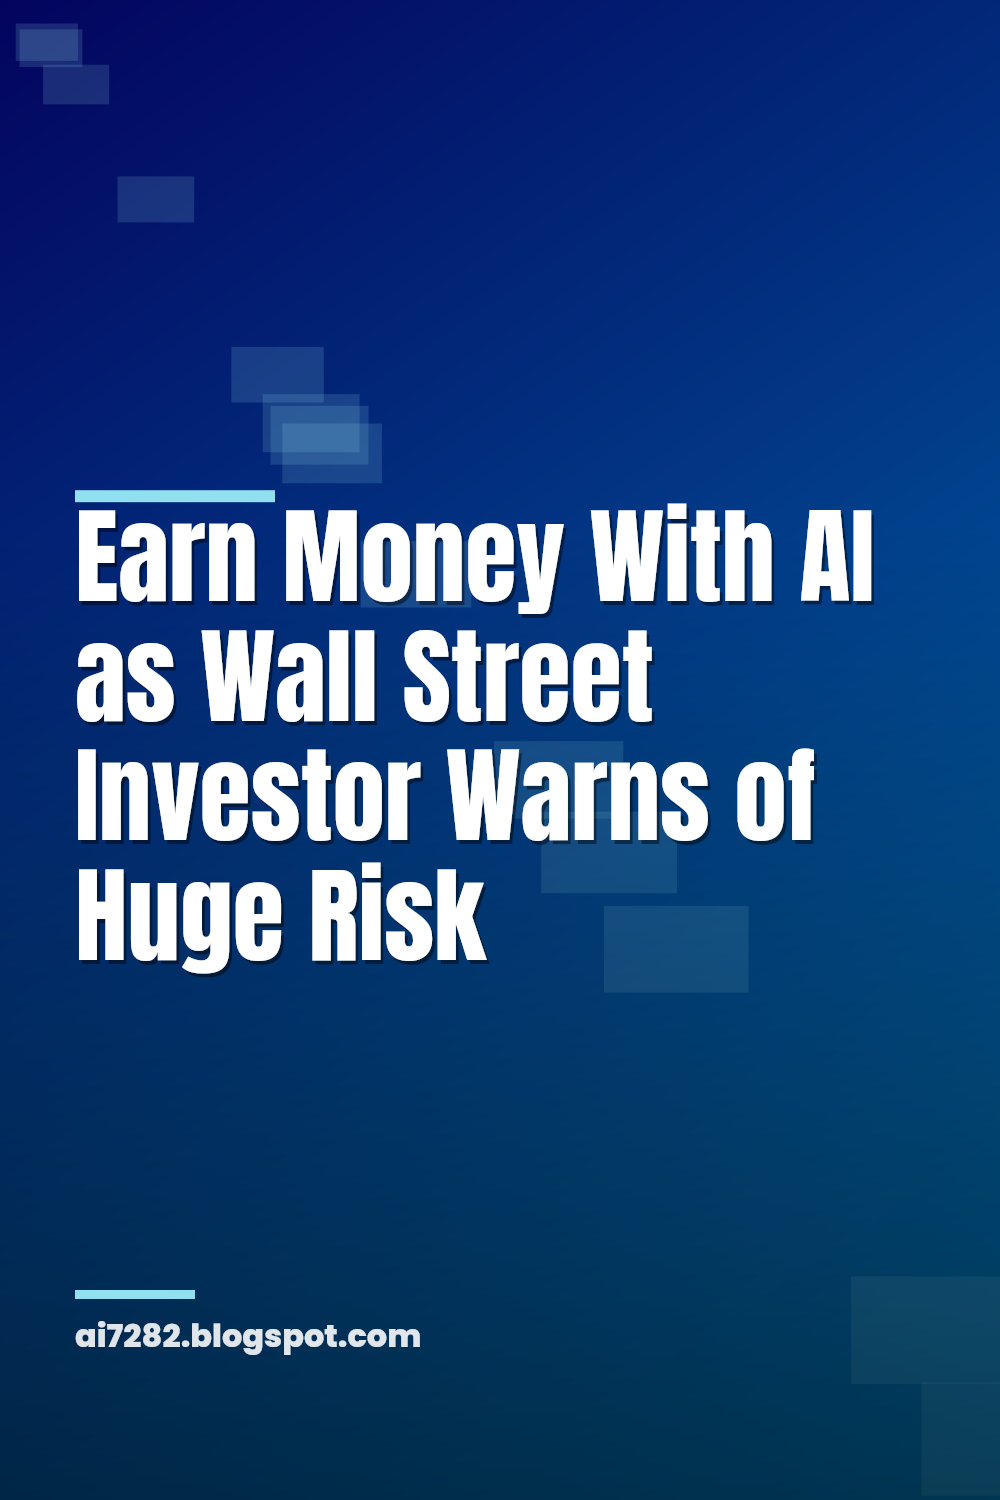 Earn Money With AI
as Wall Street
Investor Warns of
Huge Risk
ai7282.blogspot.com